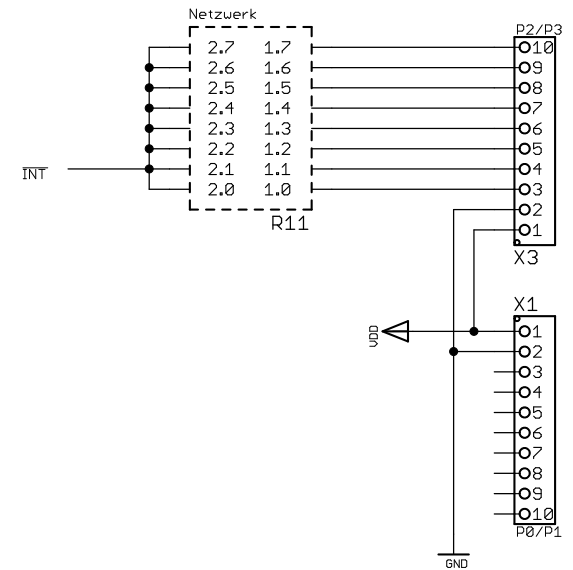 Netzwerk
P2/P3
2.7 1.7 10
2.6 1.6 9
2.5 1.5 8
2.4 1.4 7
2.3 1.3 6
2.2 1.2 5
INT 2.1 1.1 4
2.0 1.0 3
2
R11 1
X3
X1
VDD 1
2
3
4
5
6
7
8
9
10
P0/P1
GND